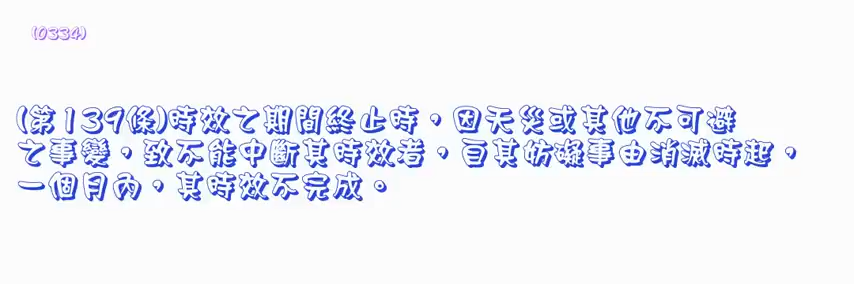 (0334)
(第139條)時效之期間終止時，因天災或其他不可避
之事變，致不能中斷其時效者，自其妨礙事由消滅時起，
一個月內，其時效不完成。